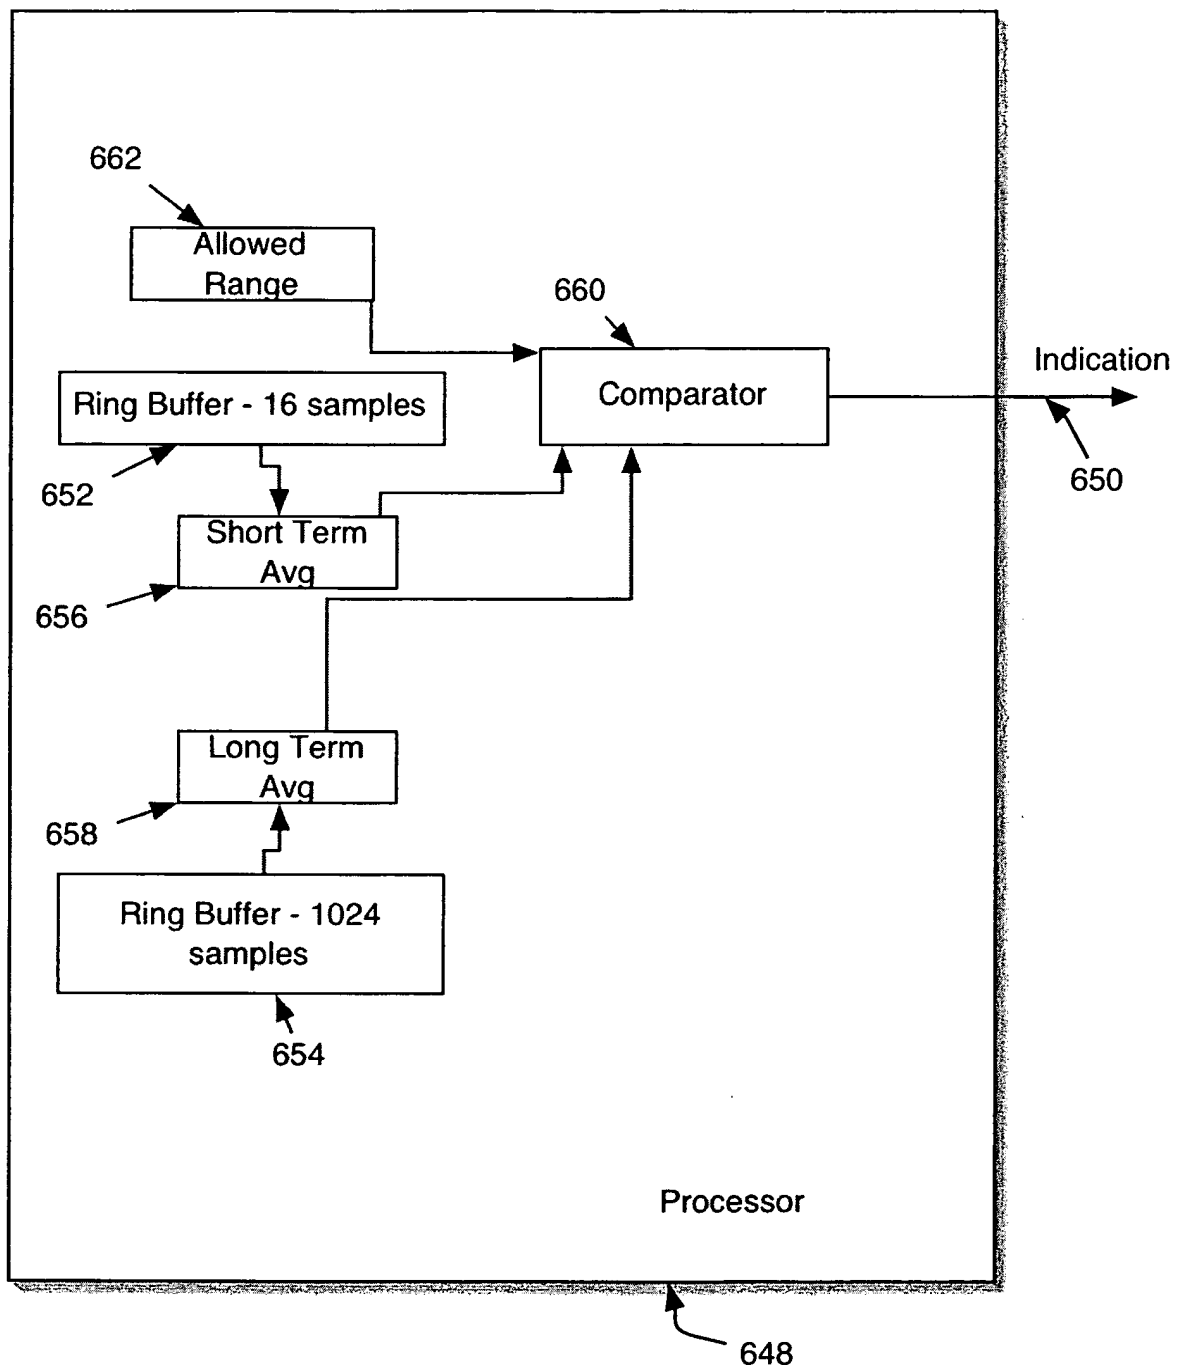 662
Allowed
Range
660
Comparator
Indication
650
Ring Buffer - 16 samples
652
Short Term
Avg
656
Long Term
Avg
658
Ring Buffer - 1024
samples
654
Processor
648